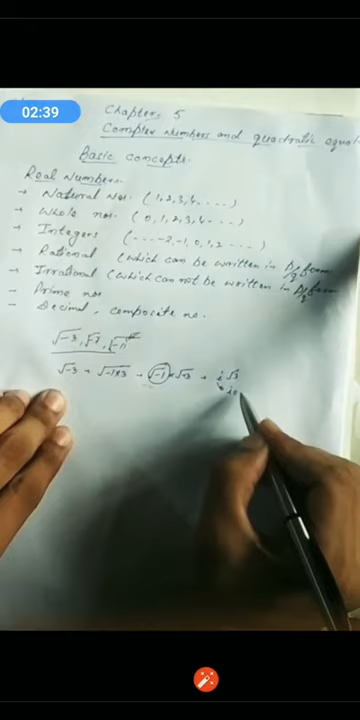 02:39
Chapter: 5
Complex Numbers and quadratic equat
Basic concepts.
Real Numbers.
→ Natural Nos. (1,2,3,4-...)
→ Whole nos. (0,1,2,3,4-...)
→ Integers (...--2,-1,0,1,2 ----)
→ Rational (which can be written in p/q form
→ Irrational (which can not be written in p/q form
- Prime nos
- Decimal, composite no.
√-3, √-7, √-11
√-3 → √-1×3 → √-1 × √3 → i√3